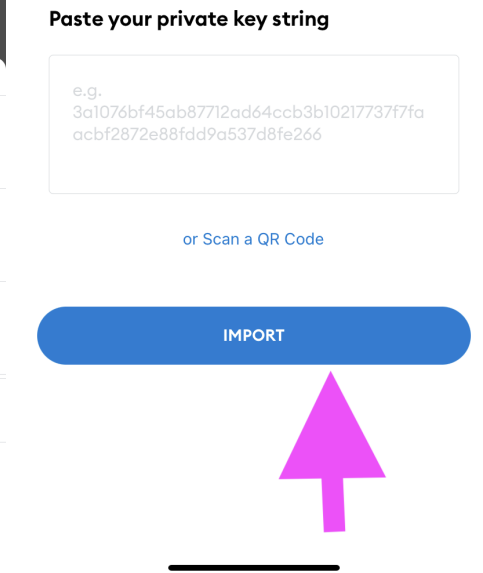 Paste your private key string
e.g.
3a1076bf45ab87712ad64ccb3b10217737f7fa
acbf2872e88fdd9a537d8fe266
or Scan a QR Code
IMPORT